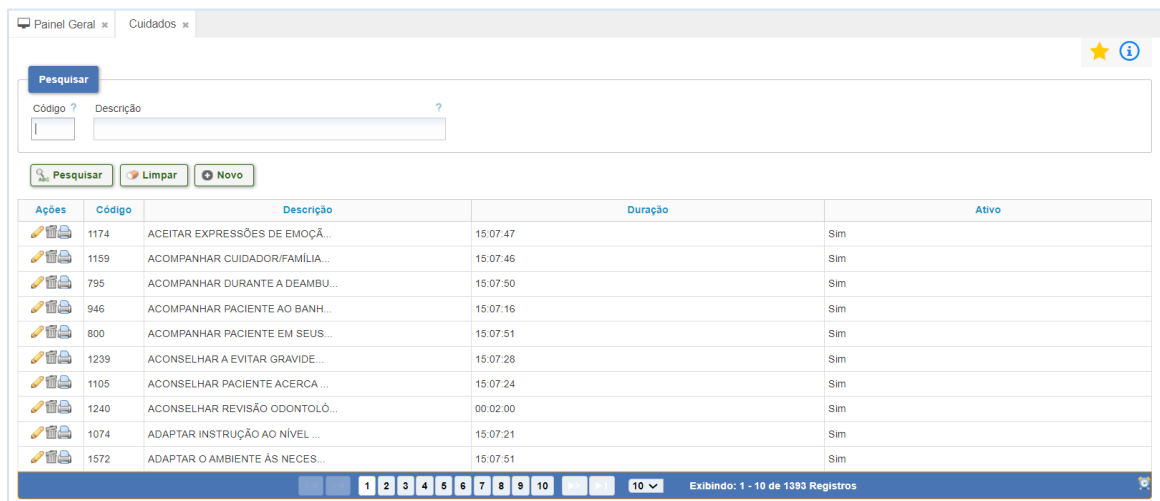 Painel Geral × Cuidados ×
Pesquisar
Código ? Descrição ?
Pesquisar Limpar Novo
Ações Código Descrição Duração Ativo
1174 ACEITAR EXPRESSÕES DE EMOÇÃ... 15:07:47 Sim
1159 ACOMPANHAR CUIDADOR/FAMÍLIA... 15:07:46 Sim
795 ACOMPANHAR DURANTE A DEAMBU... 15:07:50 Sim
946 ACOMPANHAR PACIENTE AO BANH... 15:07:16 Sim
800 ACOMPANHAR PACIENTE EM SEUS... 15:07:51 Sim
1239 ACONSELHAR A EVITAR GRAVIDE... 15:07:28 Sim
1105 ACONSELHAR PACIENTE ACERCA ... 15:07:24 Sim
1240 ACONSELHAR REVISÃO ODONTOLÓ... 00:02:00 Sim
1074 ADAPTAR INSTRUÇÃO AO NÍVEL ... 15:07:21 Sim
1572 ADAPTAR O AMBIENTE ÀS NECES... 15:07:51 Sim
1 2 3 4 5 6 7 8 9 10 10 Exibindo: 1 - 10 de 1393 Registros